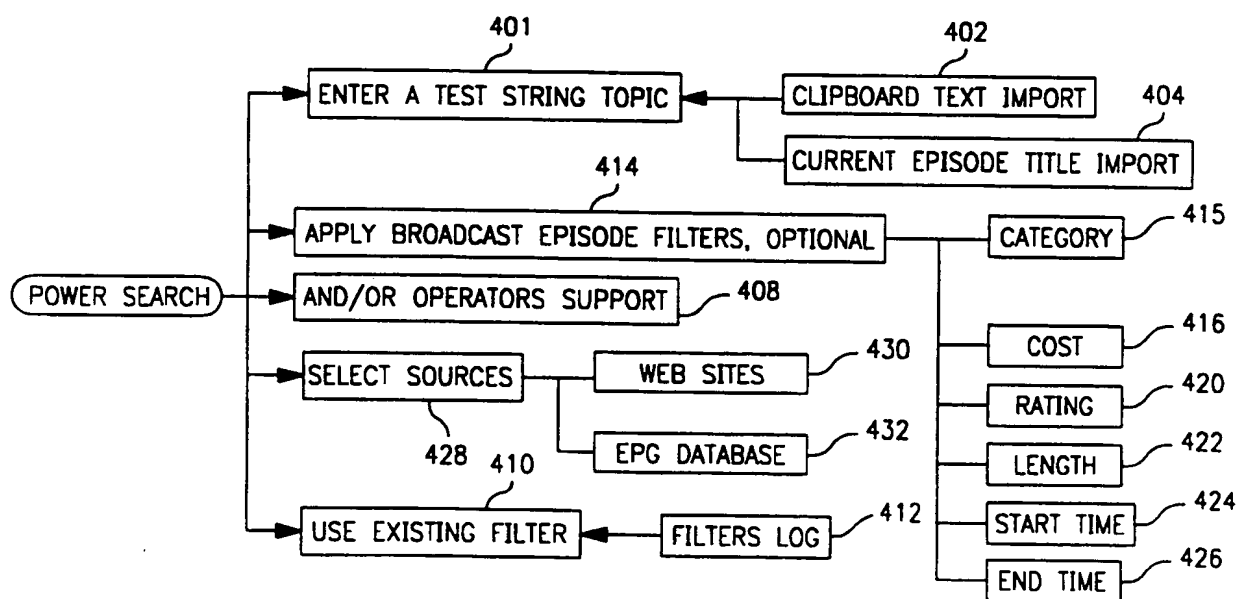 401
402
ENTER A TEST STRING TOPIC
CLIPBOARD TEXT IMPORT
404
CURRENT EPISODE TITLE IMPORT
414
415
APPLY BROADCAST EPISODE FILTERS, OPTIONAL
CATEGORY
POWER SEARCH
AND/OR OPERATORS SUPPORT
408
COST
416
SELECT SOURCES
WEB SITES
430
RATING
420
428
EPG DATABASE
432
LENGTH
422
410
USE EXISTING FILTER
FILTERS LOG
412
START TIME
424
END TIME
426